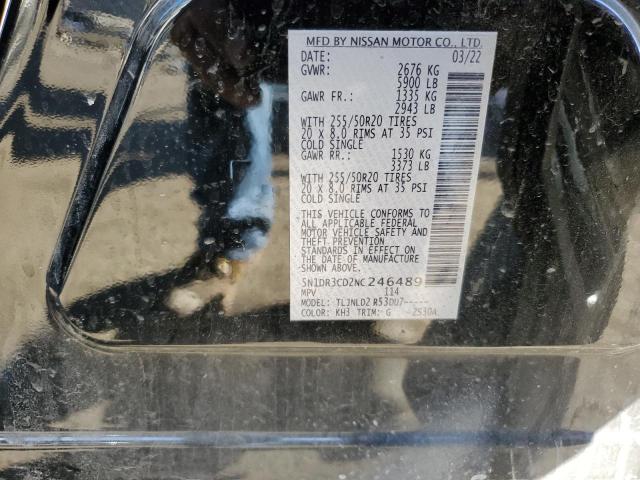 MFD BY NISSAN MOTOR CO., LTD.
DATE: 03/22
GVWR: 2676 KG
5900 LB
GAWR FR.: 1335 KG
2943 LB
WITH 255/50R20 TIRES
20 X 8.0 RIMS AT 35 PSI
COLD SINGLE
GAWR RR.: 1530 KG
3373 LB
WITH 255/50R20 TIRES
20 X 8.0 RIMS AT 35 PSI
COLD SINGLE
THIS VEHICLE CONFORMS TO
ALL APPLICABLE FEDERAL
MOTOR VEHICLE SAFETY AND
THEFT PREVENTION
STANDARDS IN EFFECT ON
THE DATE OF MANUFACTURE
SHOWN ABOVE.
5N1DR3CD2NC246489
MPV 114
MODEL: TLJNLD2 R53DU7-----
COLOR: KH3 TRIM: G -2530A